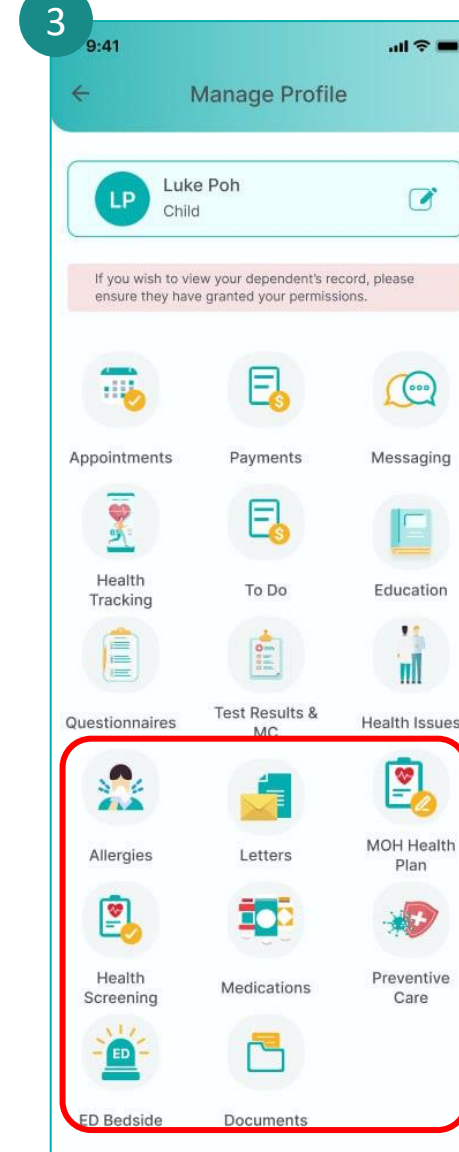 3
9:41
Manage Profile
LP
Luke Poh
Child
If you wish to view your dependent's record, please
ensure they have granted your permissions.
Appointments
Payments
Messaging
Health
Tracking
To Do
Education
Questionnaires
Test Results &
MC
Health Issues
Allergies
Letters
MOH Health
Plan
Health
Screening
Medications
Preventive
Care
ED
ED Bedside
Documents